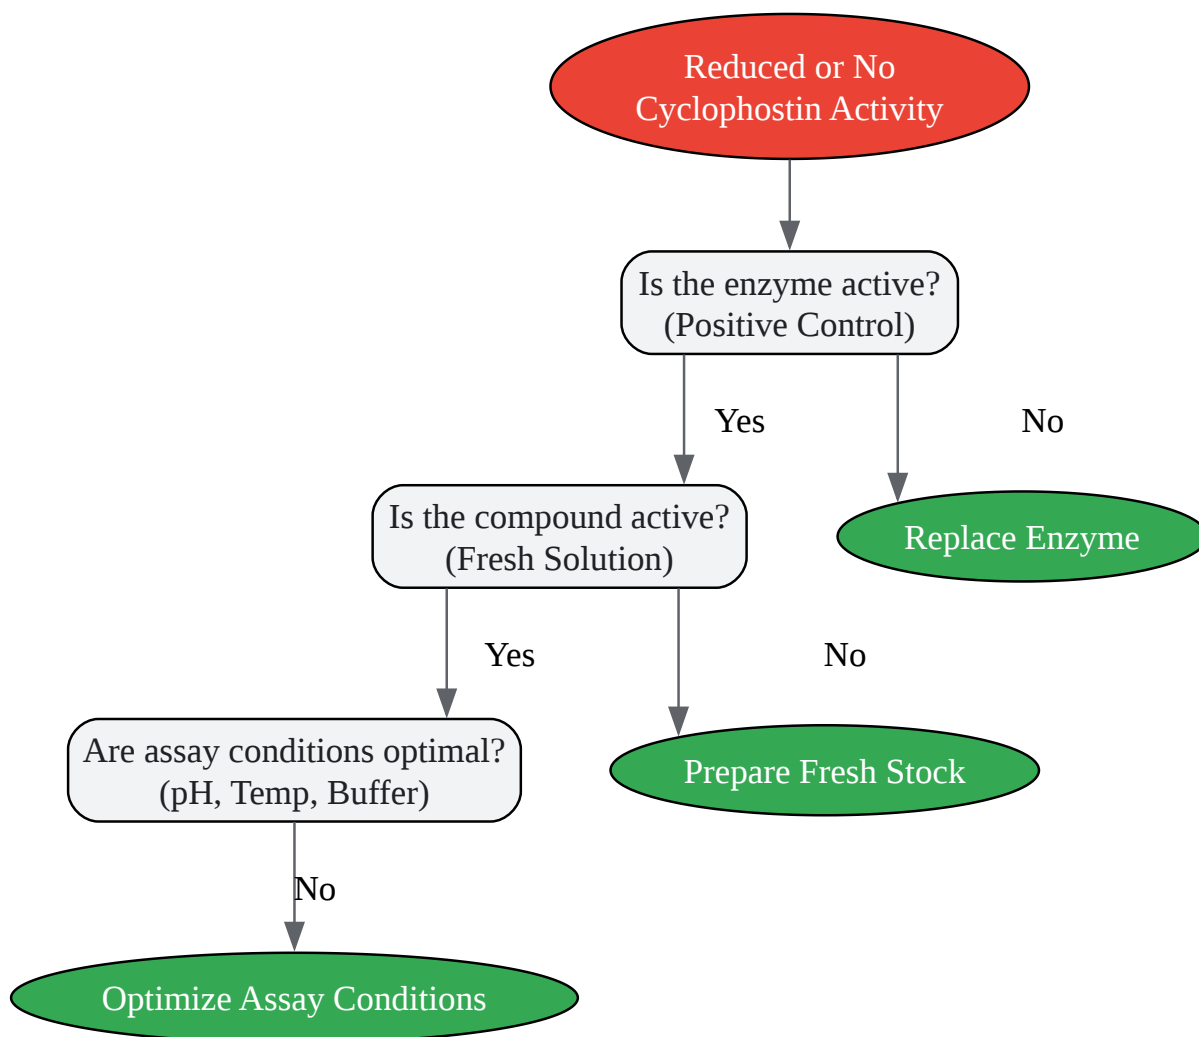 Reduced or No
Cyclophostin Activity
Is the enzyme active?
(Positive Control)
Yes
No
Is the compound active?
(Fresh Solution)
Replace Enzyme
Yes
No
Are assay conditions optimal?
(pH, Temp, Buffer)
Prepare Fresh Stock
No
Optimize Assay Conditions